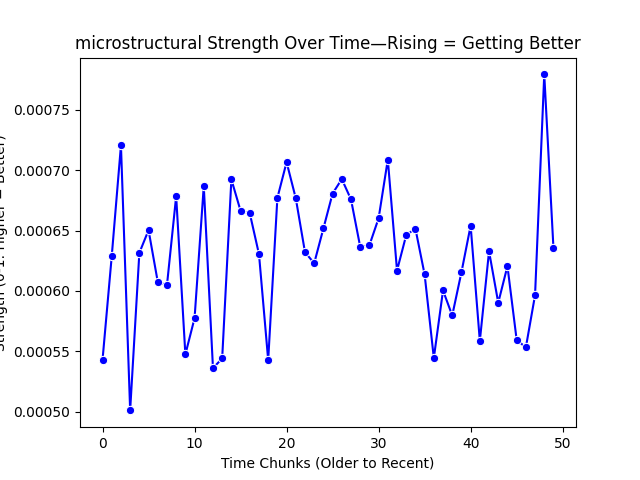 microstructural Strength Over Time—Rising = Getting Better
Strength (0-1: Higher = Better)
0.00075
0.00070
0.00065
0.00060
0.00055
0.00050
0 10 20 30 40 50
Time Chunks (Older to Recent)